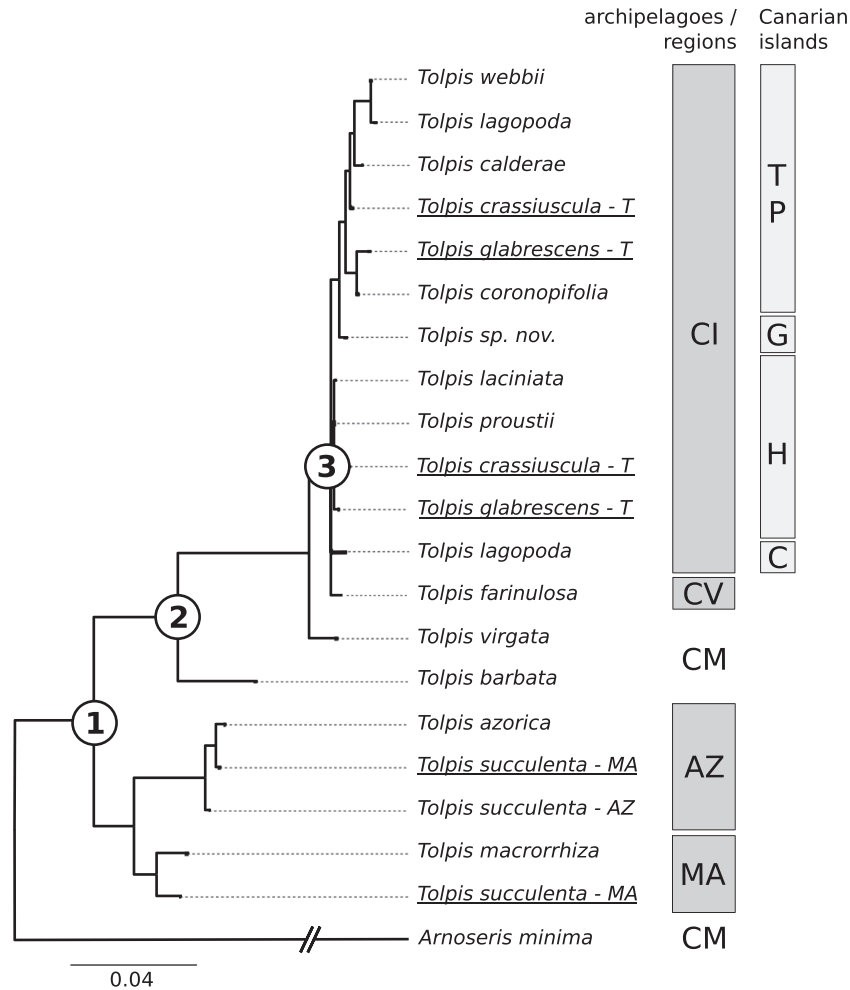 archipelagoes /
regions
Canarian
islands
Tolpis webbii
Tolpis lagopoda
Tolpis calderae
Tolpis crassiuscula - T
Tolpis glabrescens - T
Tolpis coronopifolia
Tolpis sp. nov.
Tolpis laciniata
Tolpis proustii
Tolpis crassiuscula - T
Tolpis glabrescens - T
Tolpis lagopoda
Tolpis farinulosa
Tolpis virgata
Tolpis barbata
Tolpis azorica
Tolpis succulenta - MA
Tolpis succulenta - AZ
Tolpis macrorrhiza
Tolpis succulenta - MA
Arnoseris minima
CI
CV
CM
AZ
MA
CM
T
P
G
H
C
3
2
1
0.04